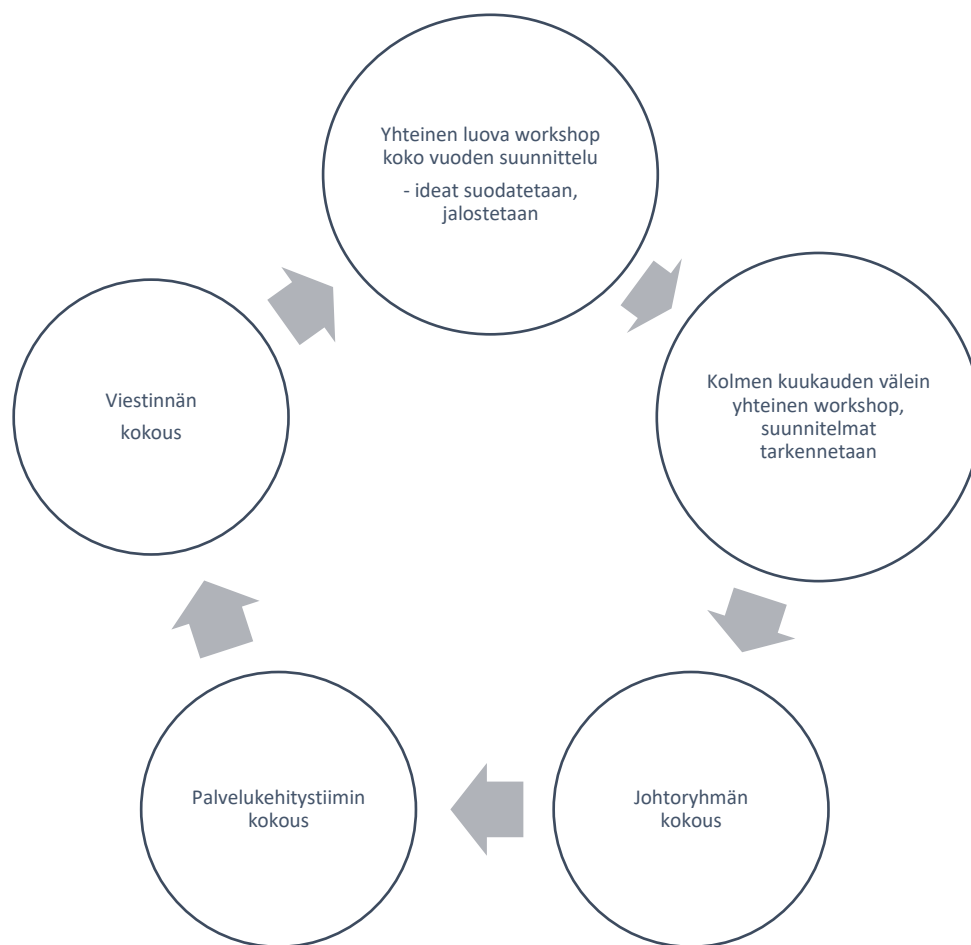 Yhteinen luova workshop
koko vuoden suunnittelu
- ideat suodatetaan,
jalostetaan
Kolmen kuukauden välein
yhteinen workshop,
suunnitelmat
tarkennetaan
Johtoryhmän
kokous
Palvelukehitystiimin
kokous
Viestinnän
kokous